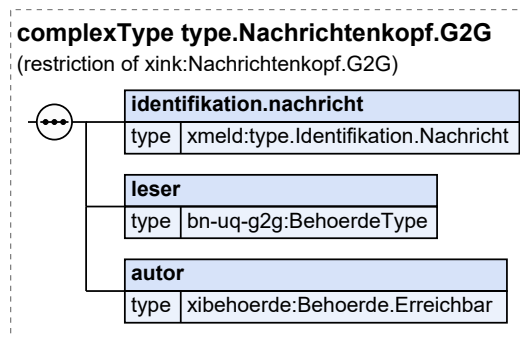 complexType type.Nachrichtenkopf.G2G
(restriction of xink:Nachrichtenkopf.G2G)
identifikation.nachricht
type xmeld:type.Identifikation.Nachricht
leser
type bn-uq-g2g:BehoerdeType
autor
type xibehoerde:Behoerde.Erreichbar